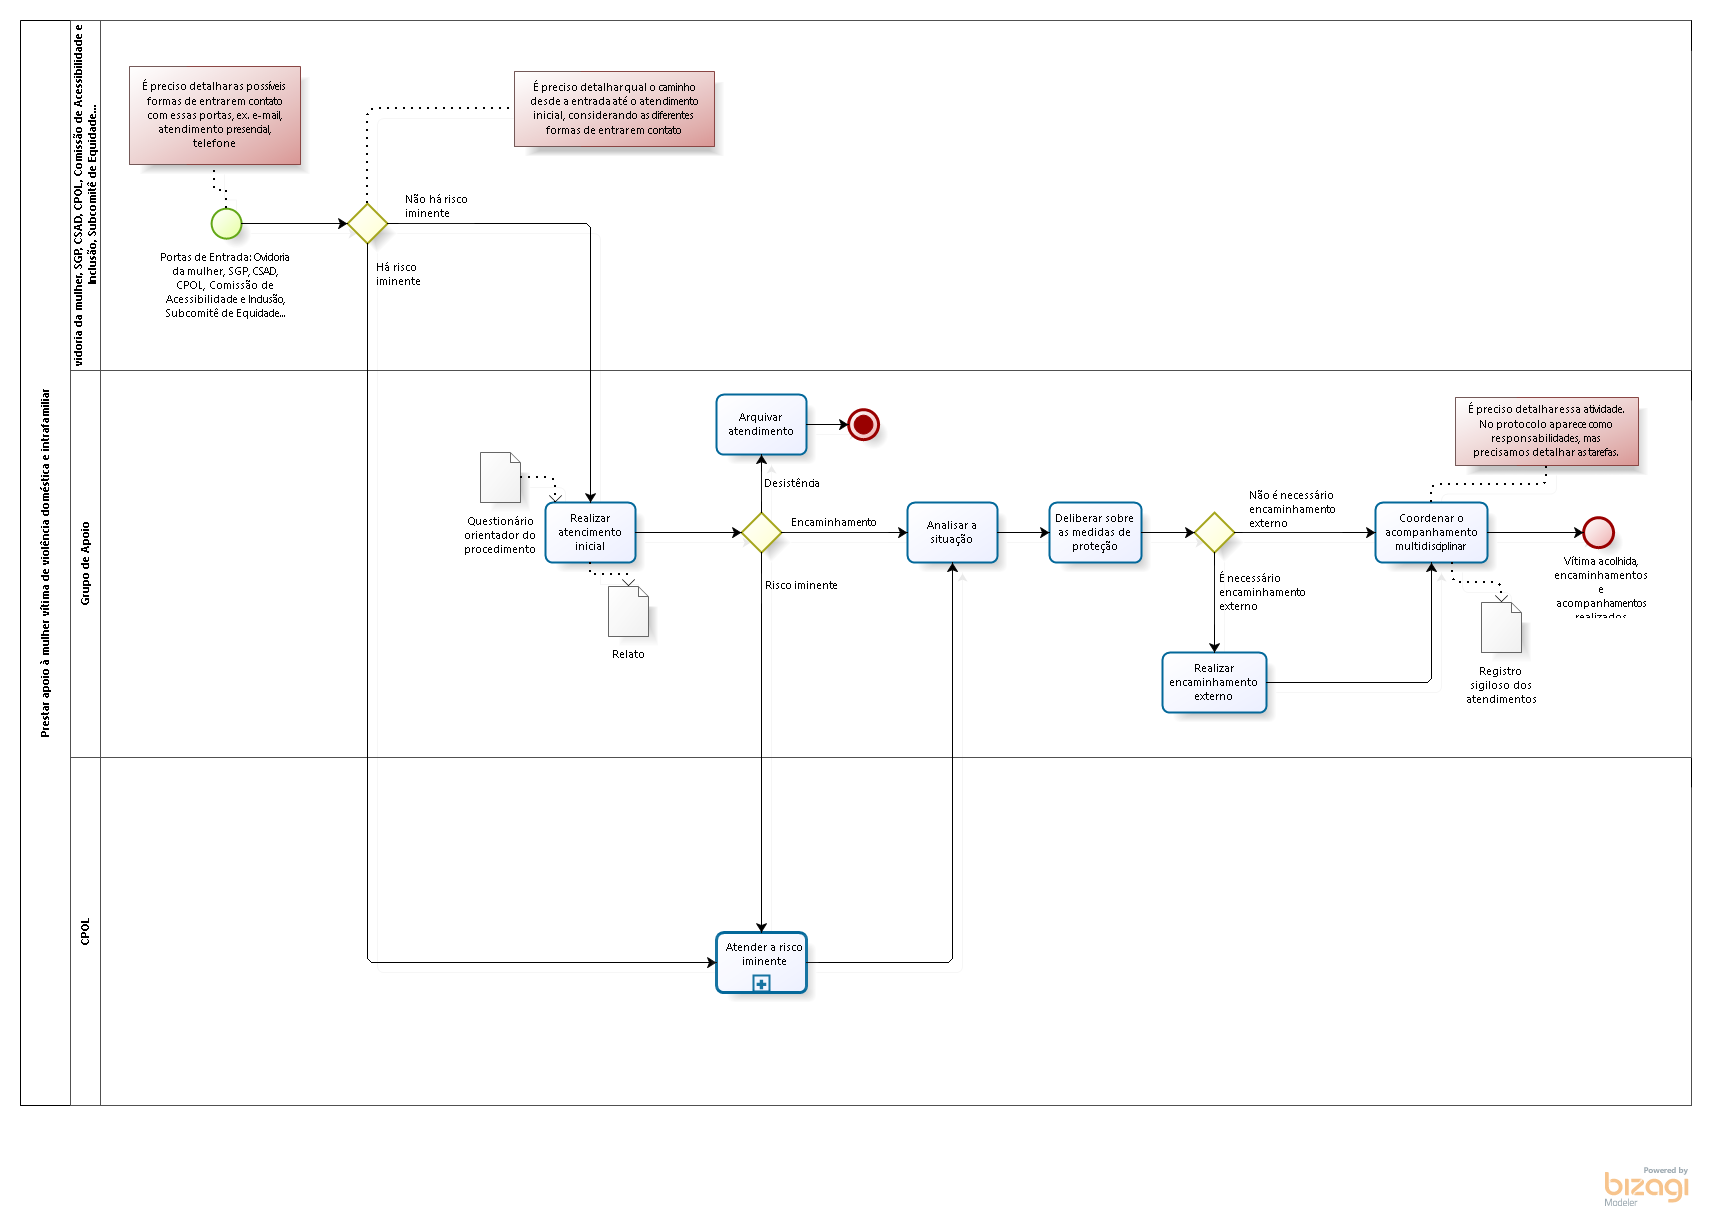 Prestar apoio à mulher vítima de violência doméstica e intrafamiliar
vidoria da mulher, SGP, CSAD, CPOL, Comissão de Acessibilidade e
Inclusão, Subcomitê de Equidade...
É preciso detalhar as possíveis
formas de entrar em contato
com essas portas, ex. e-mail,
atendimento presencial,
telefone
É preciso detalhar qual o caminho
desde a entrada até o atendimento
inicial, considerando as diferentes
formas de entrar em contato
Não há risco
iminente
Há risco
iminente
Portas de Entrada: Ovidoria
da mulher, SGP, CSAD,
CPOL, Comissão de
Acessibilidade e Inclusão,
Subcomitê de Equidade...
Grupo de Apoio
Arquivar
atendimento
Desistência
É preciso detalhar essa atividade.
No protocolo aparece como
responsabilidades, mas
precisamos detalhar as tarefas.
Questionário
orientador do
procedimento
Realizar
atencimento
inicial
Relato
Encaminhamento
Risco iminente
Analisar a
situação
Deliberar sobre
as medidas de
proteção
Não é necessário
encaminhamento
externo
É necessário
encaminhamento
externo
Realizar
encaminhamento
externo
Coordenar o
acompanhamento
multidisciplinar
Vítima acolhida,
encaminhamentos
e
acompanhamentos
realizados
Registro
sigiloso dos
atendimentos
CPOL
Atender a risco
iminente
Powered by
bizagi
Modeler